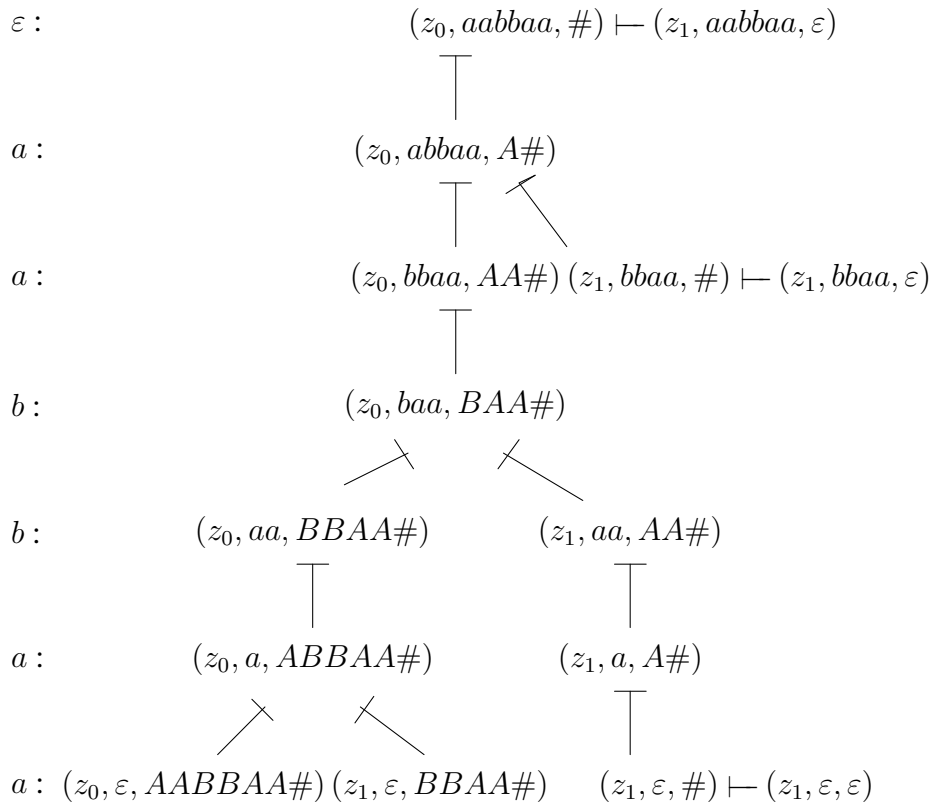 ε : (z₀, aabbaa, #) ⊢ (z₁, aabbaa, ε)
a : (z₀, abbaa, A#)
a : (z₀, bbaa, AA#) (z₁, bbaa, #) ⊢ (z₁, bbaa, ε)
b : (z₀, baa, BAA#)
b : (z₀, aa, BBAA#) (z₁, aa, AA#)
a : (z₀, a, ABBAA#) (z₁, a, A#)
a : (z₀, ε, AABBAA#) (z₁, ε, BBAA#) (z₁, ε, #) ⊢ (z₁, ε, ε)